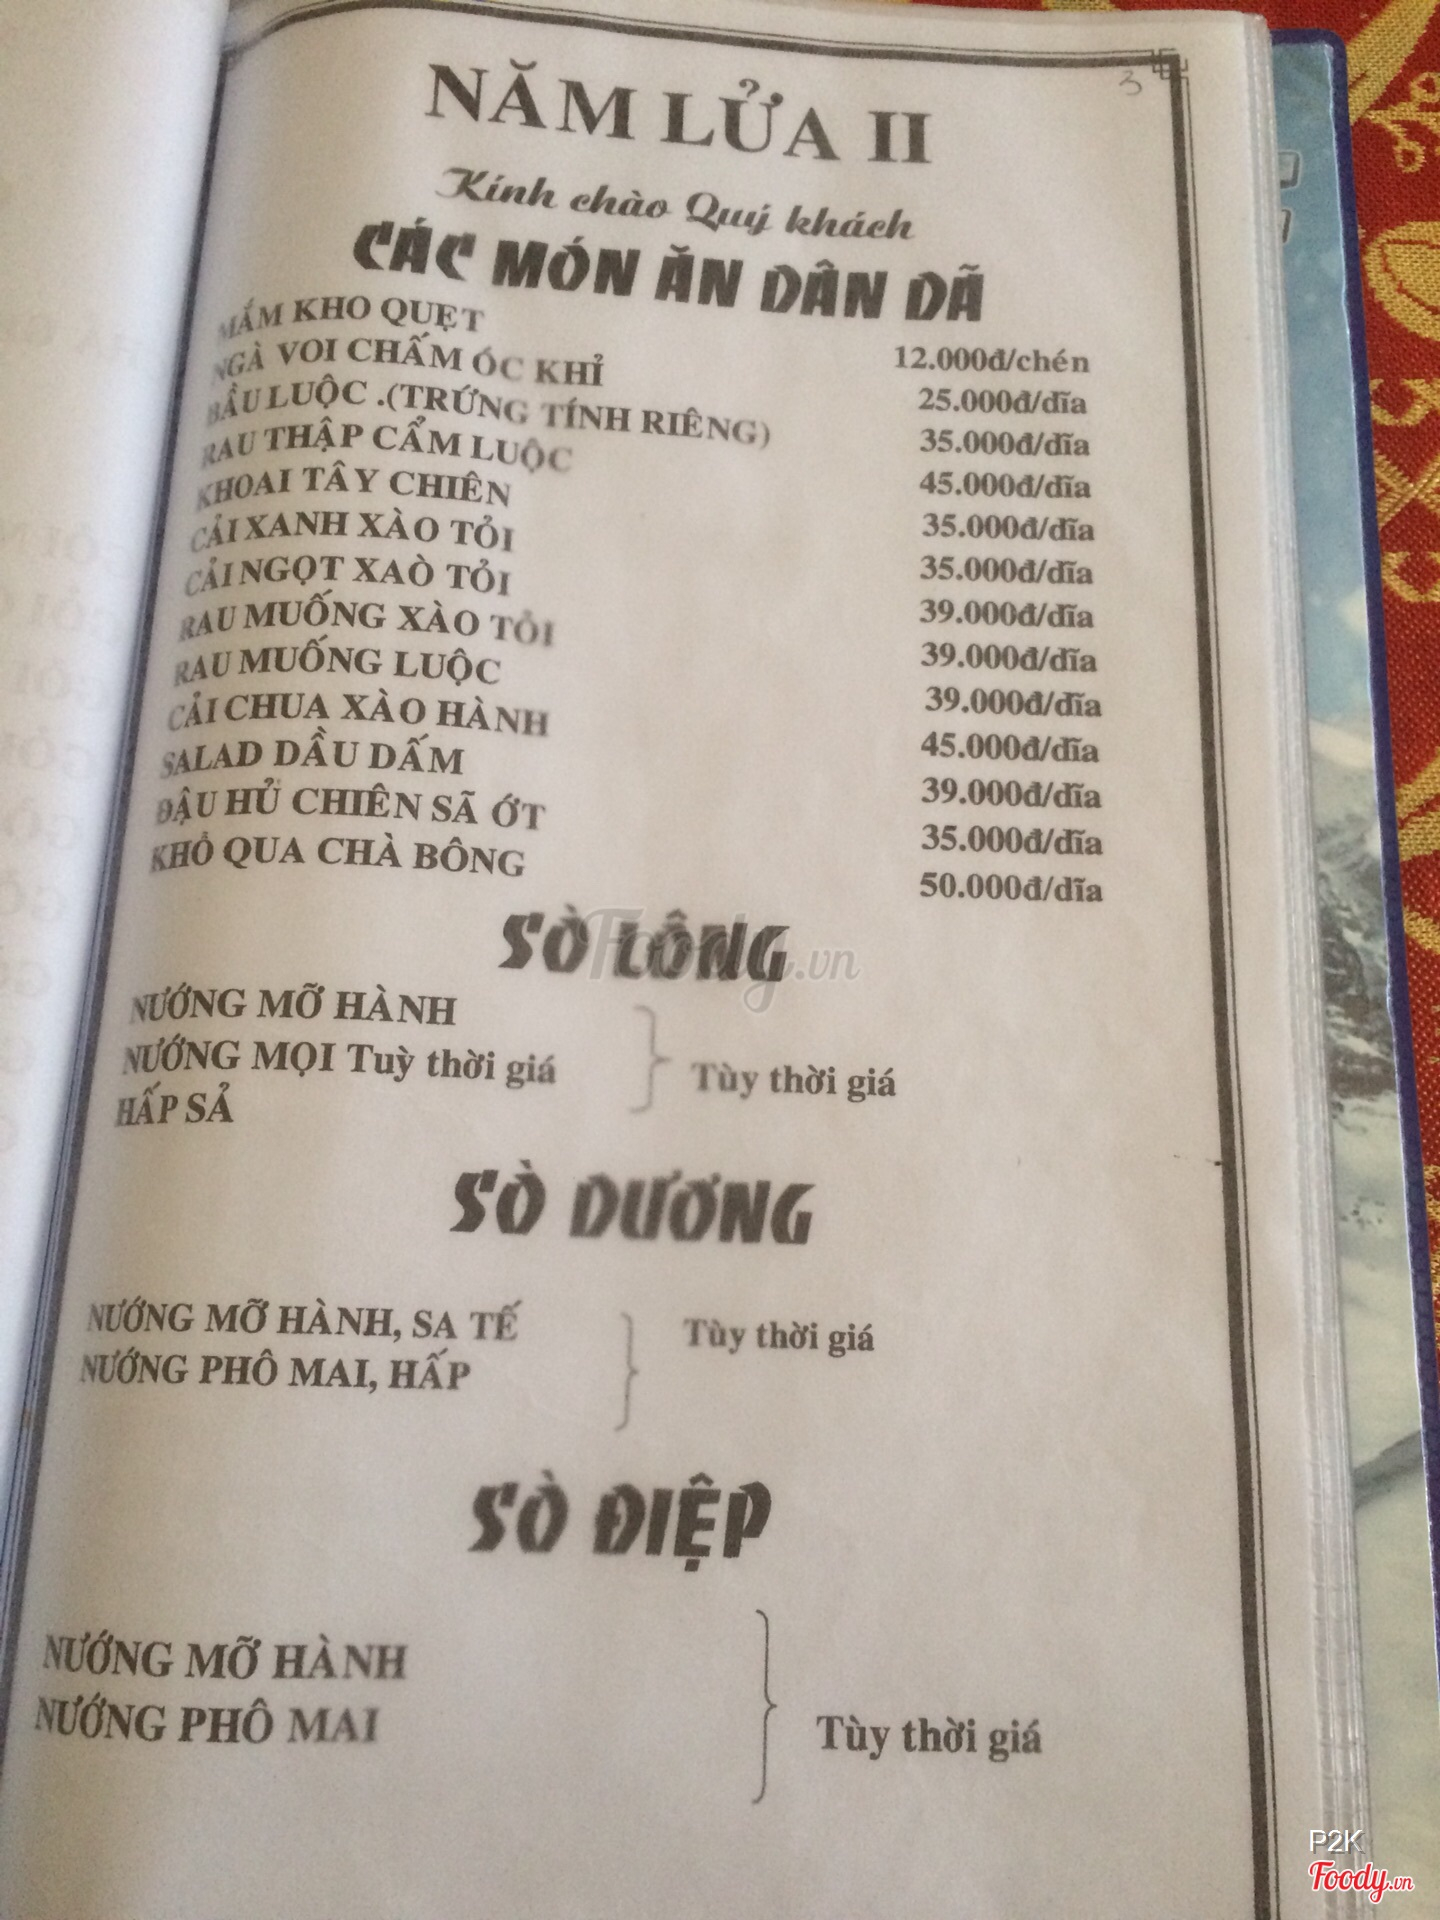 3
NĂM LỬA II
Kính chào Quý khách
CÁC MÓN ĂN DÂN DÃ
MẮM KHO QUẸT 12.000đ/chén
NGÀ VOI CHẤM ÓC KHỈ 25.000đ/dĩa
BẦU LUỘC .(TRỨNG TÍNH RIÊNG) 35.000đ/dĩa
RAU THẬP CẨM LUỘC 45.000đ/dĩa
KHOAI TÂY CHIÊN 35.000đ/dĩa
CẢI XANH XÀO TỎI 35.000đ/dĩa
CẢI NGỌT XAÒ TỎI 39.000đ/dĩa
RAU MUỐNG XÀO TỎI 39.000đ/dĩa
RAU MUỐNG LUỘC 39.000đ/dĩa
CẢI CHUA XÀO HÀNH 45.000đ/dĩa
SALAD DẦU DẤM 39.000đ/dĩa
ĐẬU HỦ CHIÊN SÃ ỚT 35.000đ/dĩa
KHỔ QUA CHÀ BÔNG 50.000đ/dĩa
SÒ LÔNG
Foody.vn
NƯỚNG MỠ HÀNH
NƯỚNG MỌI Tuỳ thời giá Tùy thời giá
HẤP SẢ
SÒ DƯƠNG
NƯỚNG MỠ HÀNH, SA TẾ Tùy thời giá
NƯỚNG PHÔ MAI, HẤP
SÒ ĐIỆP
NƯỚNG MỠ HÀNH
NƯỚNG PHÔ MAI Tùy thời giá
P2K
Foody.vn